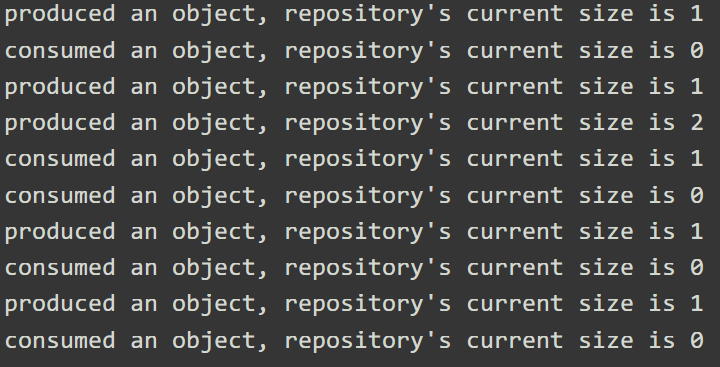 produced an object, repository's current size is 1
consumed an object, repository's current size is 0
produced an object, repository's current size is 1
produced an object, repository's current size is 2
consumed an object, repository's current size is 1
consumed an object, repository's current size is 0
produced an object, repository's current size is 1
consumed an object, repository's current size is 0
produced an object, repository's current size is 1
consumed an object, repository's current size is 0